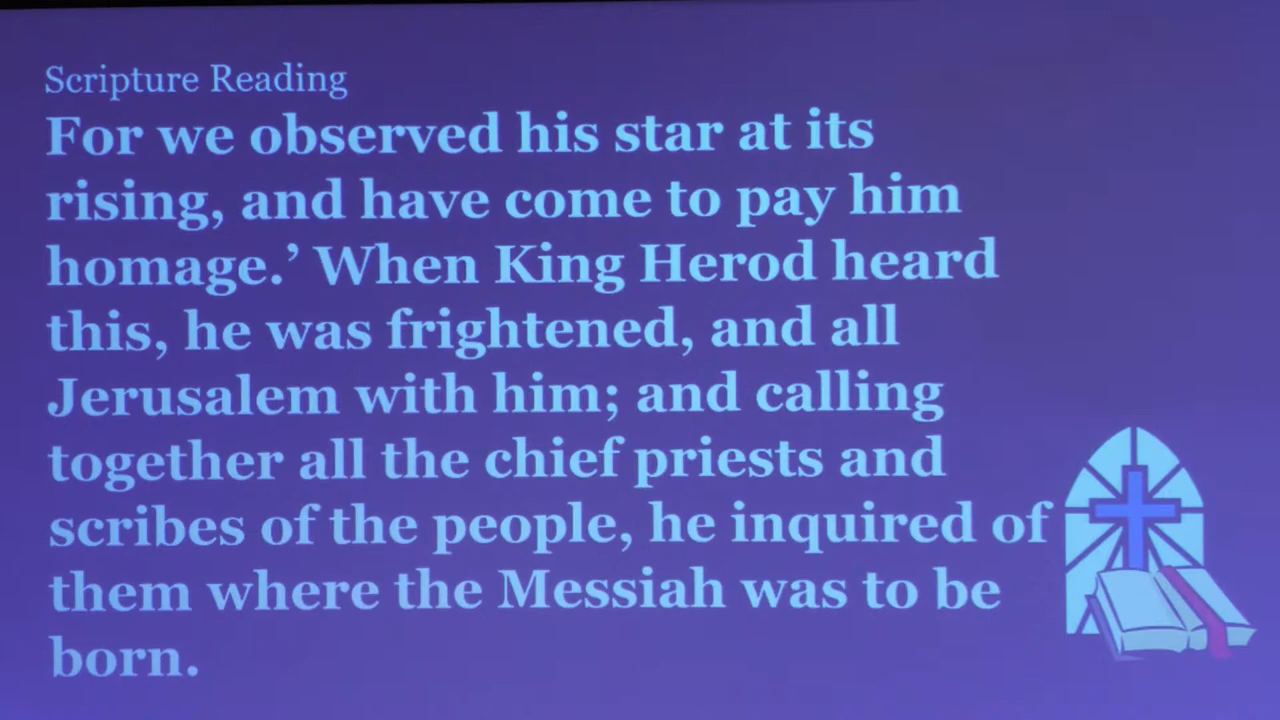 Scripture Reading
For we observed his star at its
rising, and have come to pay him
homage.’ When King Herod heard
this, he was frightened, and all
Jerusalem with him; and calling
together all the chief priests and
scribes of the people, he inquired of
them where the Messiah was to be
born.